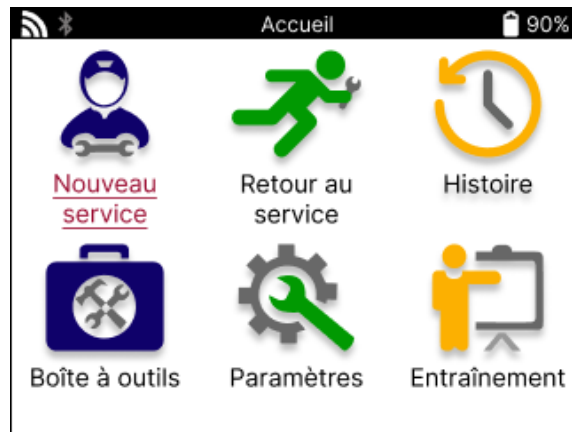 Accueil
90%
Nouveau
service
Retour au
service
Histoire
Boîte à outils
Paramètres
Entraînement